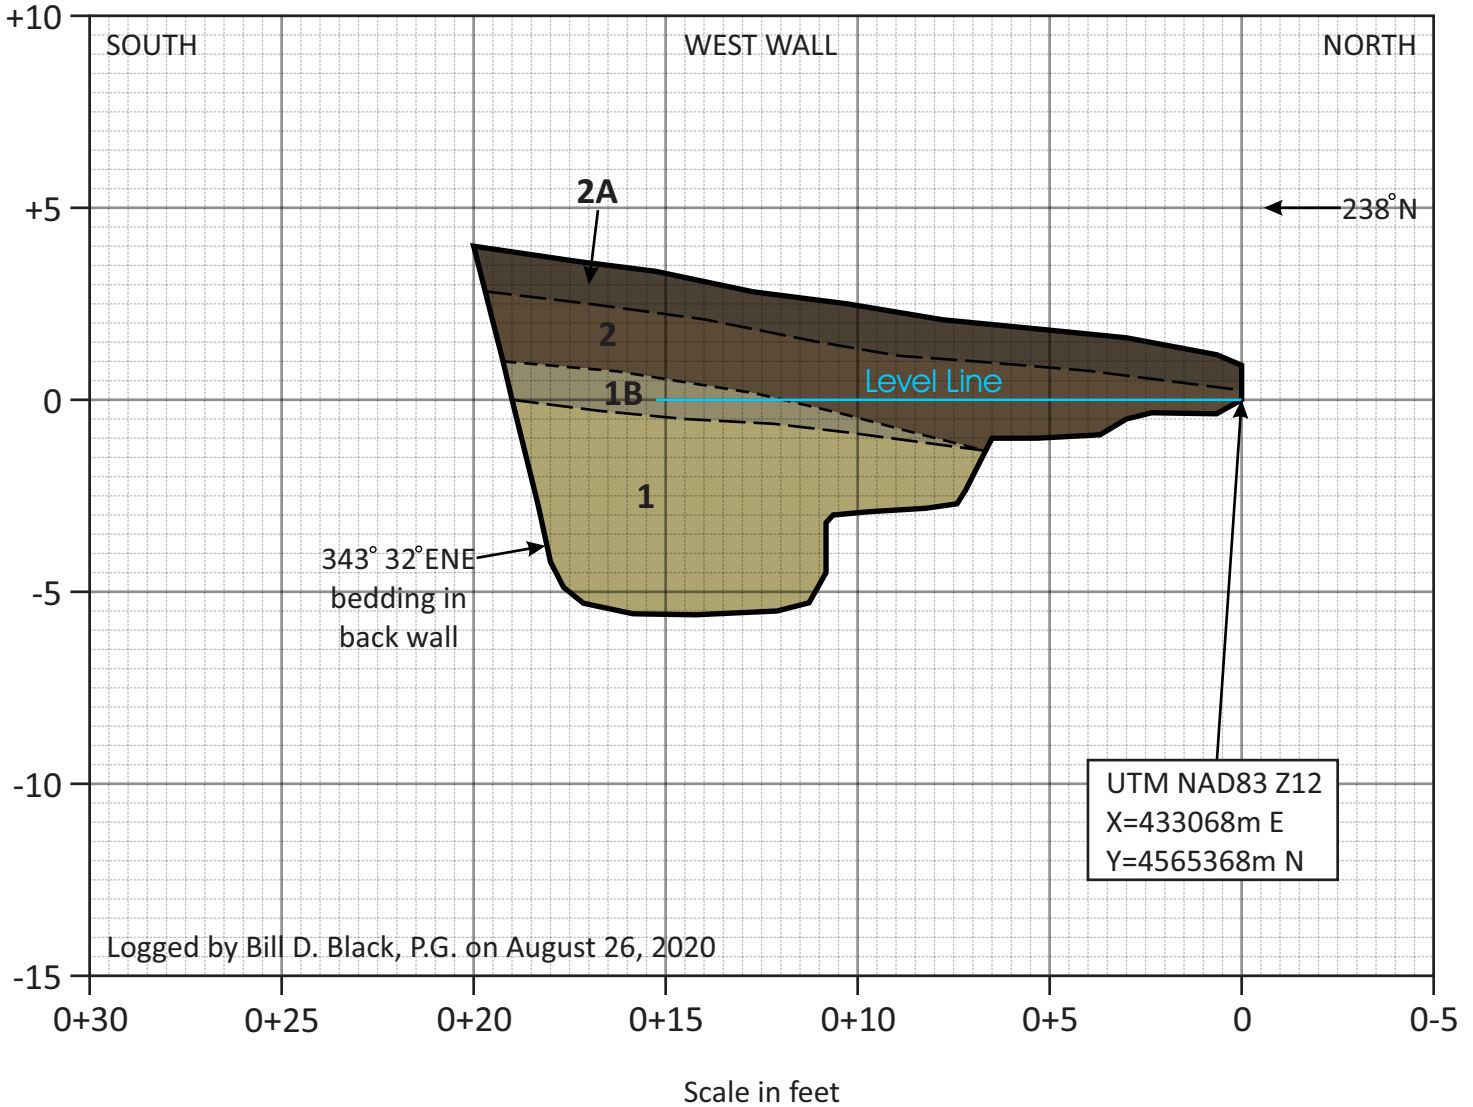 +10
SOUTH
WEST WALL
NORTH
2A
+5
238°N
2
Level Line
1B
0
1
343° 32°ENE
bedding in
back wall
-5
-10
UTM NAD83 Z12
X=433068m E
Y=4565368m N
Logged by Bill D. Black, P.G. on August 26, 2020
-15
0+30
0+25
0+20
0+15
0+10
0+5
0
0-5
Scale in feet